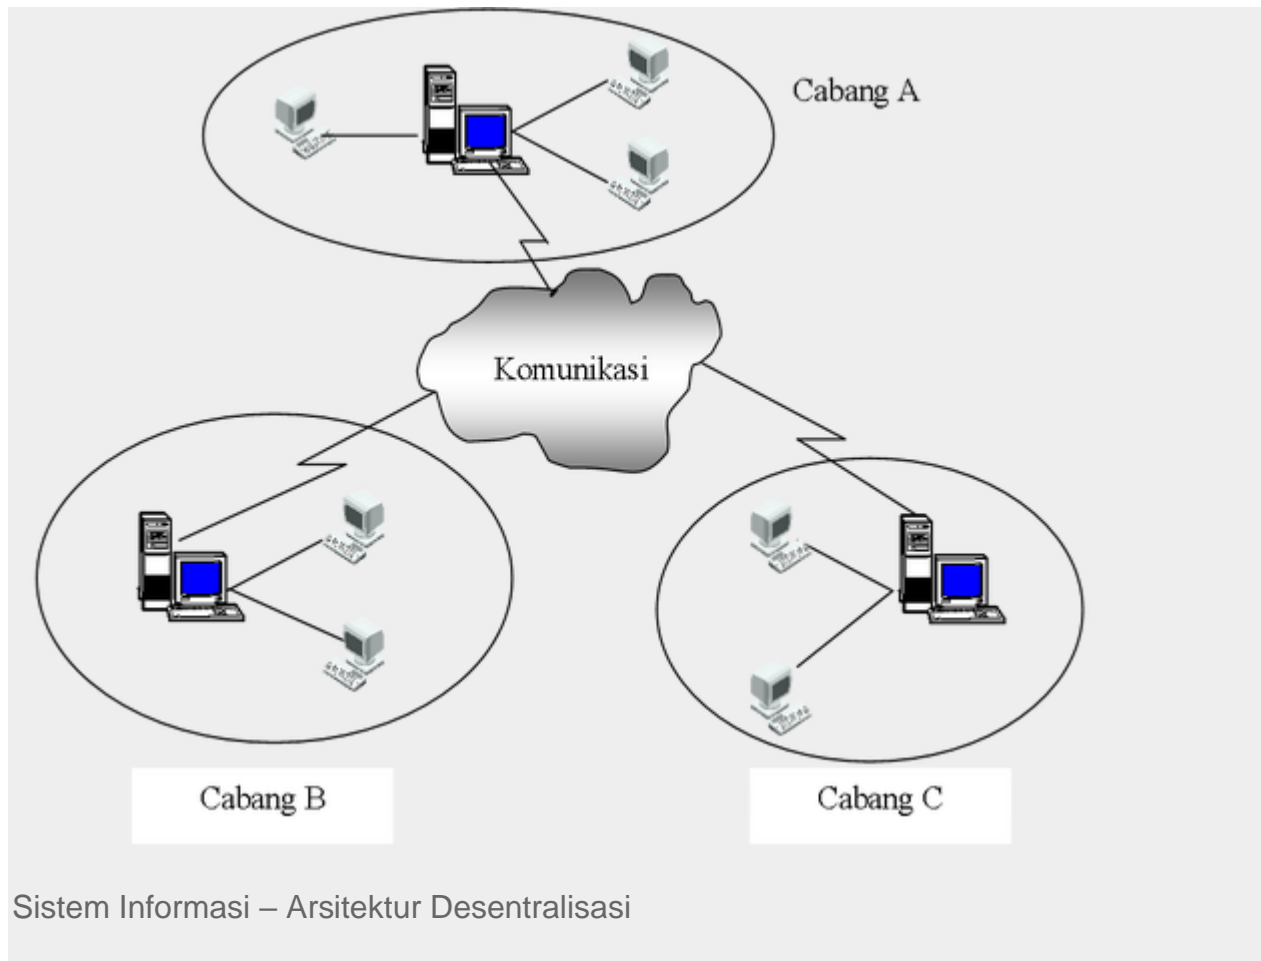 Cabang A
Komunikasi
Cabang B
Cabang C
Sistem Informasi – Arsitektur Desentralisasi